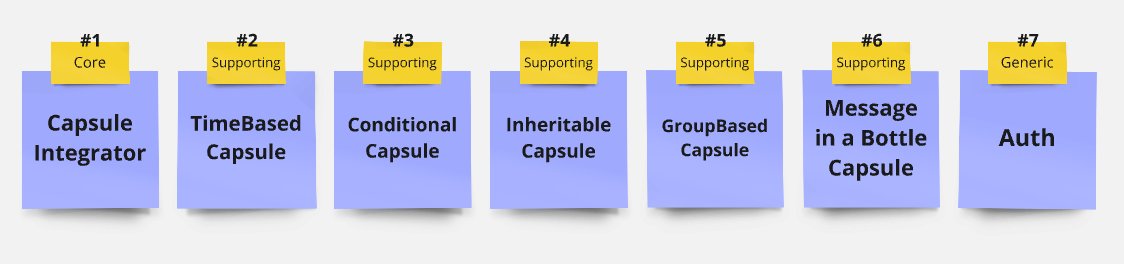 #1
Core
Capsule
Integrator
#2
Supporting
TimeBased
Capsule
#3
Supporting
Conditional
Capsule
#4
Supporting
Inheritable
Capsule
#5
Supporting
GroupBased
Capsule
#6
Supporting
Message
in a Bottle
Capsule
#7
Generic
Auth